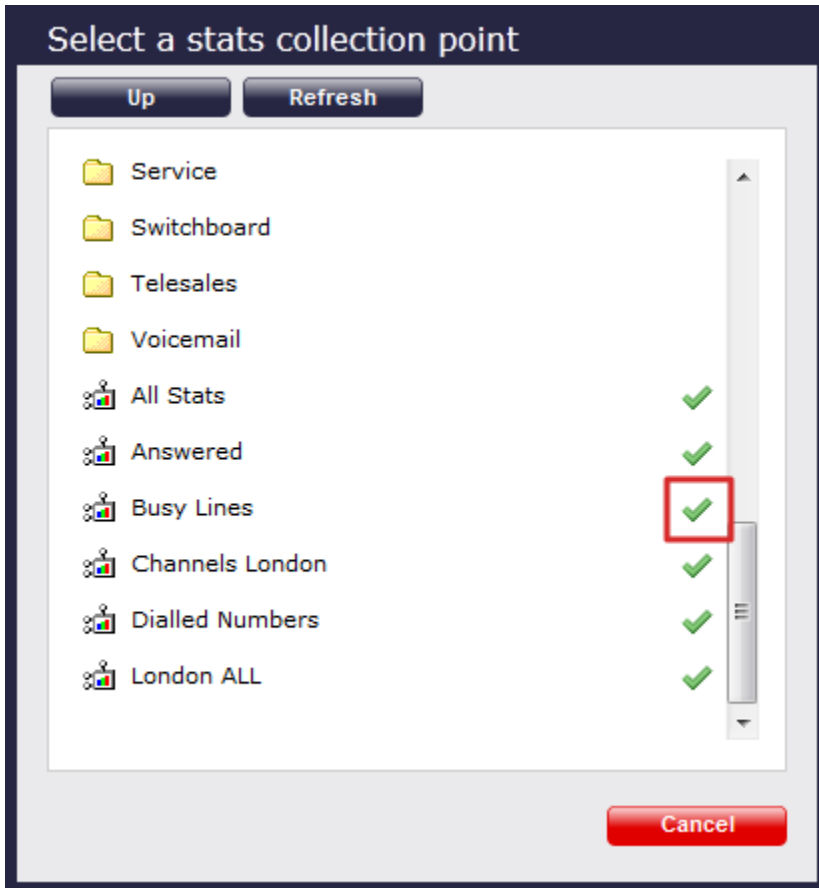 Select a stats collection point
Up Refresh
Service
Switchboard
Telesales
Voicemail
All Stats
Answered
Busy Lines
Channels London
Dialled Numbers
London ALL
Cancel